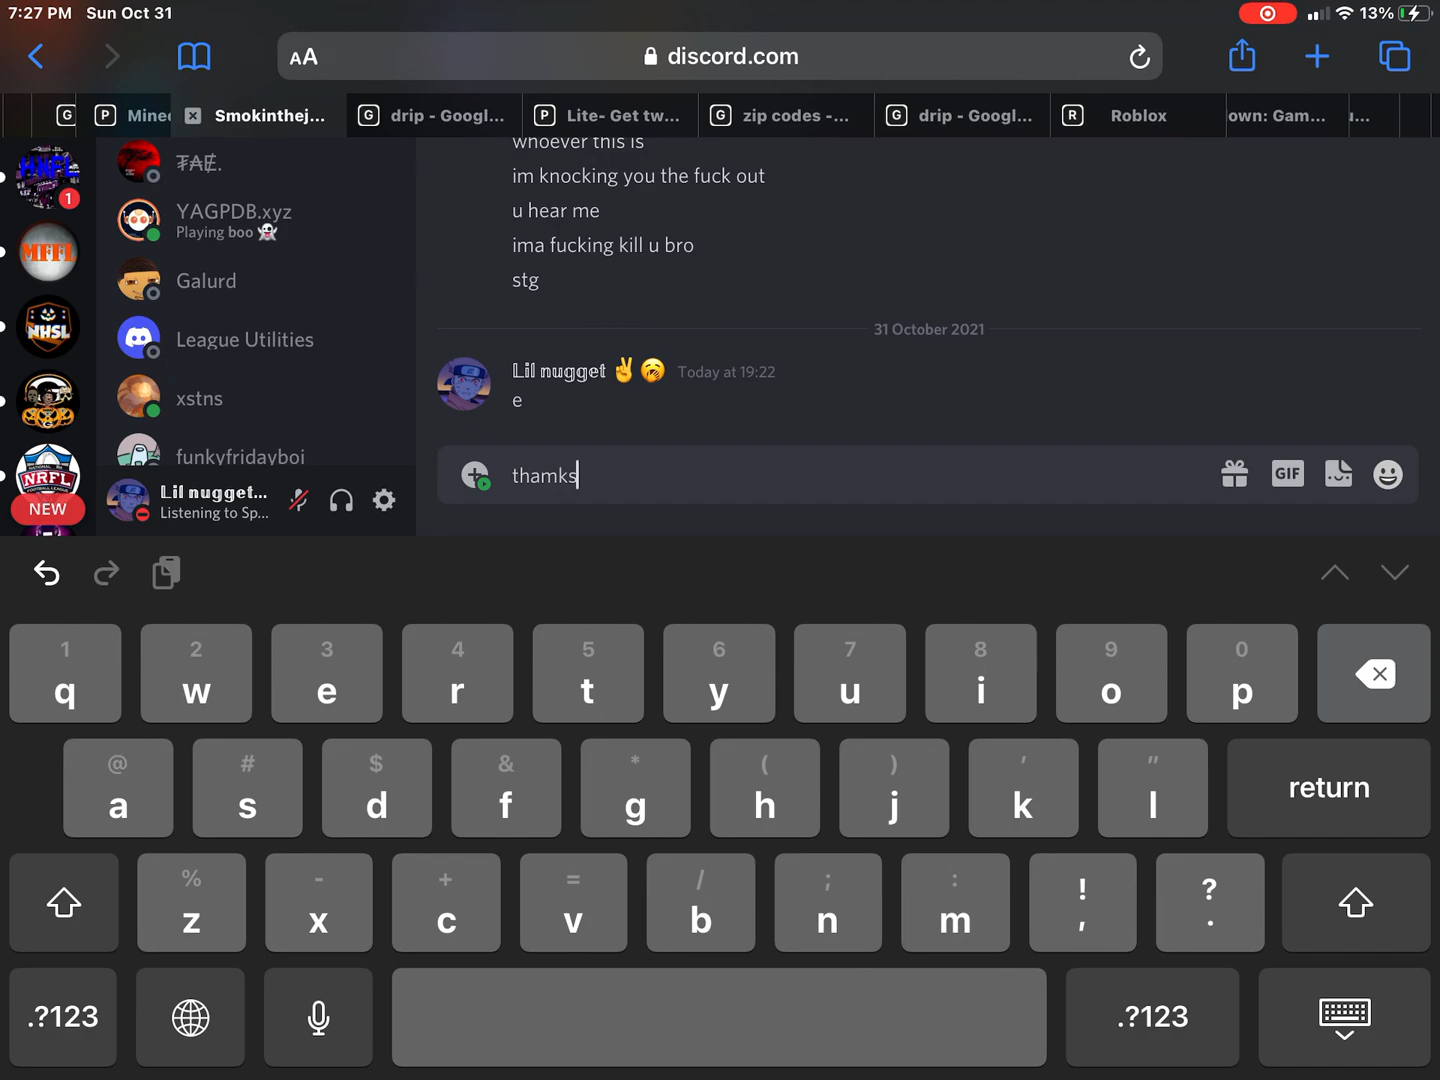 7:27 PM Sun Oct 31
13%
AA discord.com
G P Mine Smokinthej... G drip - Googl... P Lite- Get tw... G zip codes -... G drip - Googl... R Roblox own: Gam...
1
MFFL
NHSL
NRFL
NEW
₮₳Ɇ.
YAGPDB.xyz
Playing boo 👻
Galurd
League Utilities
xstns
funkyfridayboi
𝕃𝕚𝕝 𝕟𝕦𝕘𝕘𝕖𝕥...
Listening to Sp...
whoever this is
im knocking you the fuck out
u hear me
ima fucking kill u bro
stg
31 October 2021
𝕃𝕚𝕝 𝕟𝕦𝕘𝕘𝕖𝕥 ✌️🥱 Today at 19:22
e
thamks
GIF
1 2 3 4 5 6 7 8 9 0
q w e r t y u i o p
@ # $ & * ( ) ' "
a s d f g h j k l return
% - + = / ; : ! ?
z x c v b n m , .
.?123 .?123